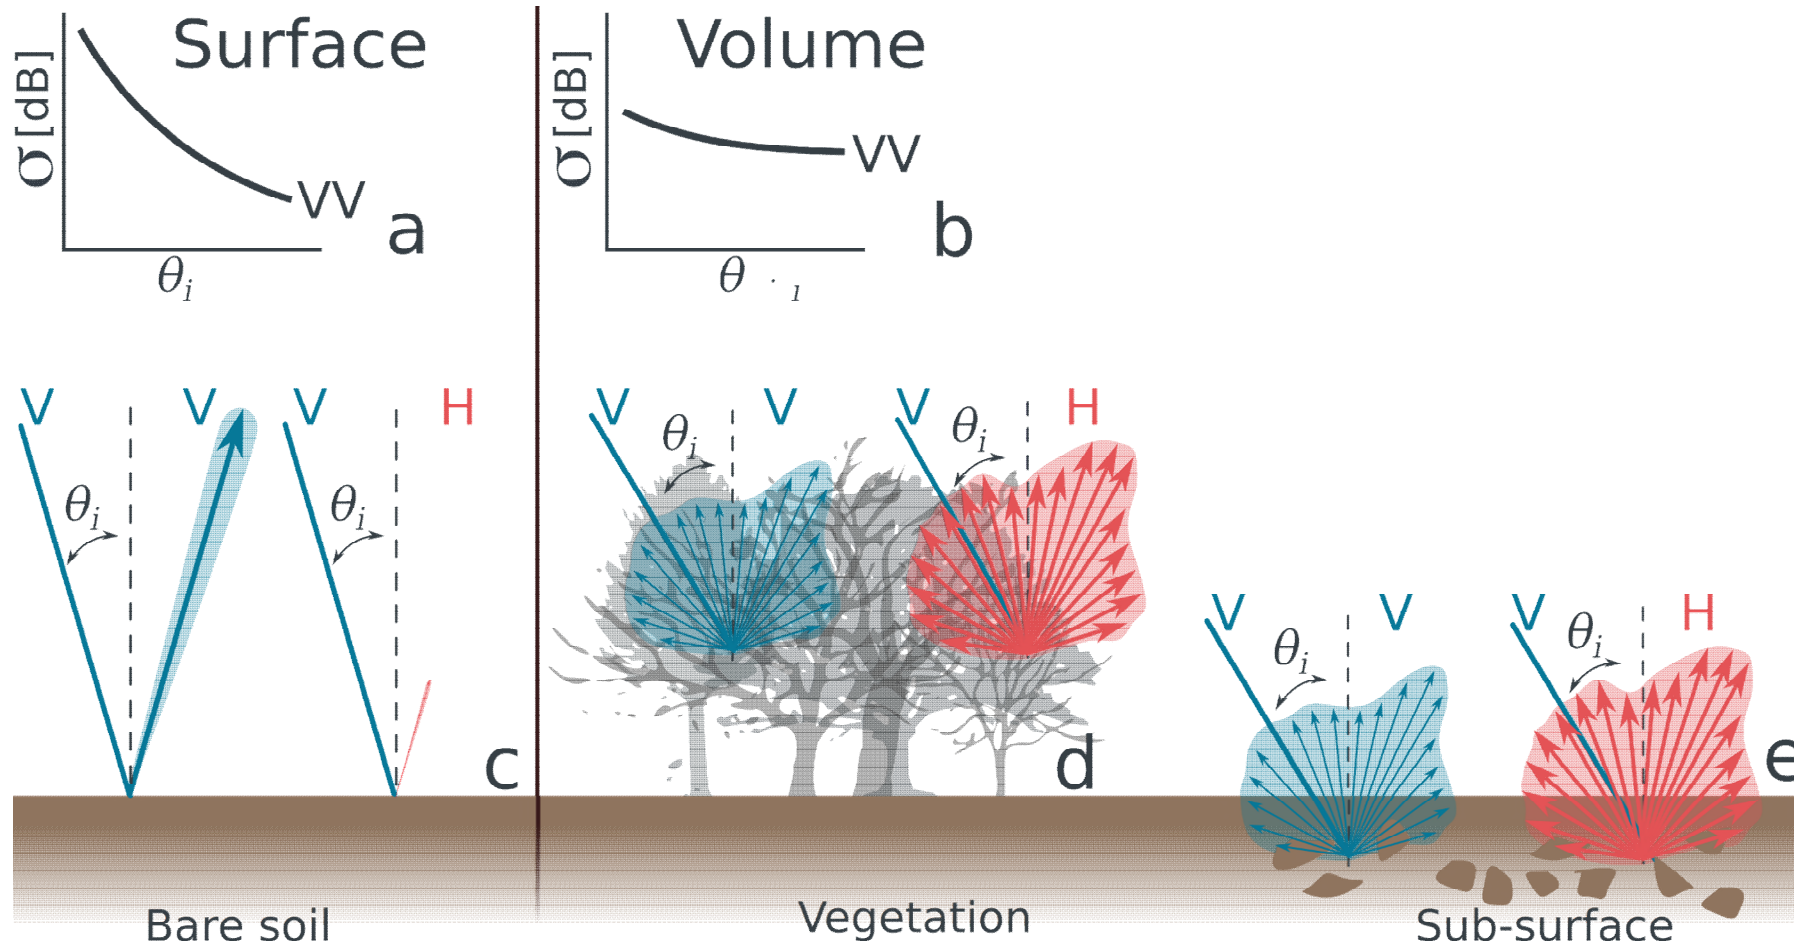 Surface
σ [dB]
VV
a
θi
Volume
σ [dB]
VV
b
θ · ı
V V V H
θi θi
c
V V V H
θi θi
d
V V V H
θi θi
e
Bare soil
Vegetation
Sub-surface